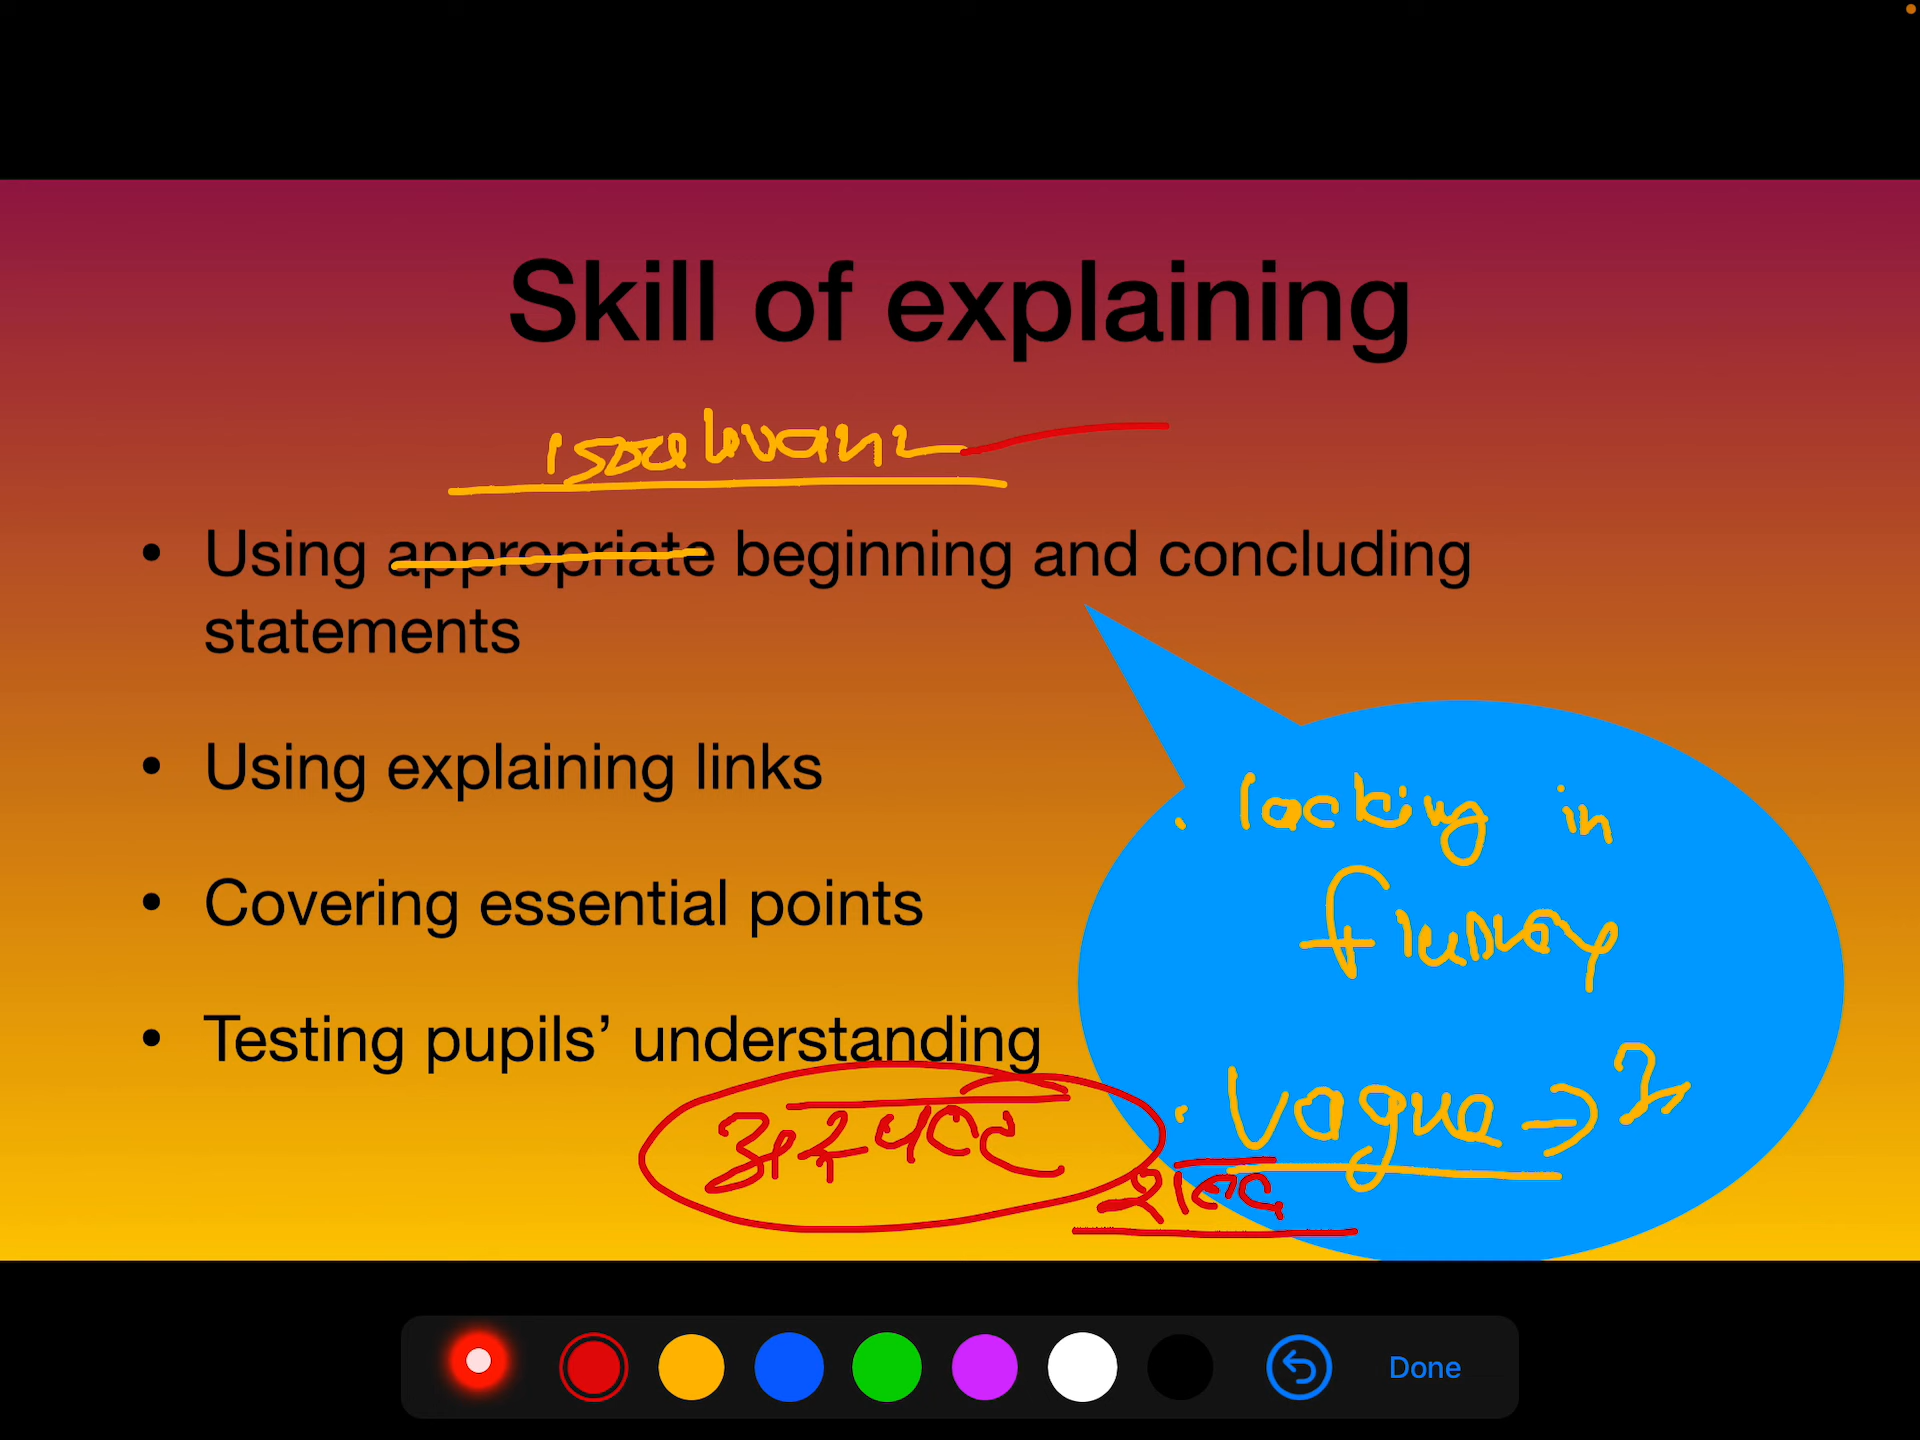 Skill of explaining
irrelevant
• Using appropriate beginning and concluding
statements
• Using explaining links
• Covering essential points
• Testing pupils’ understanding
. lacking in
fluency
. Vague =>
अस्पष्ट
शब्द
Done